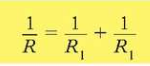 1/R = 1/R₁ + 1/R₁